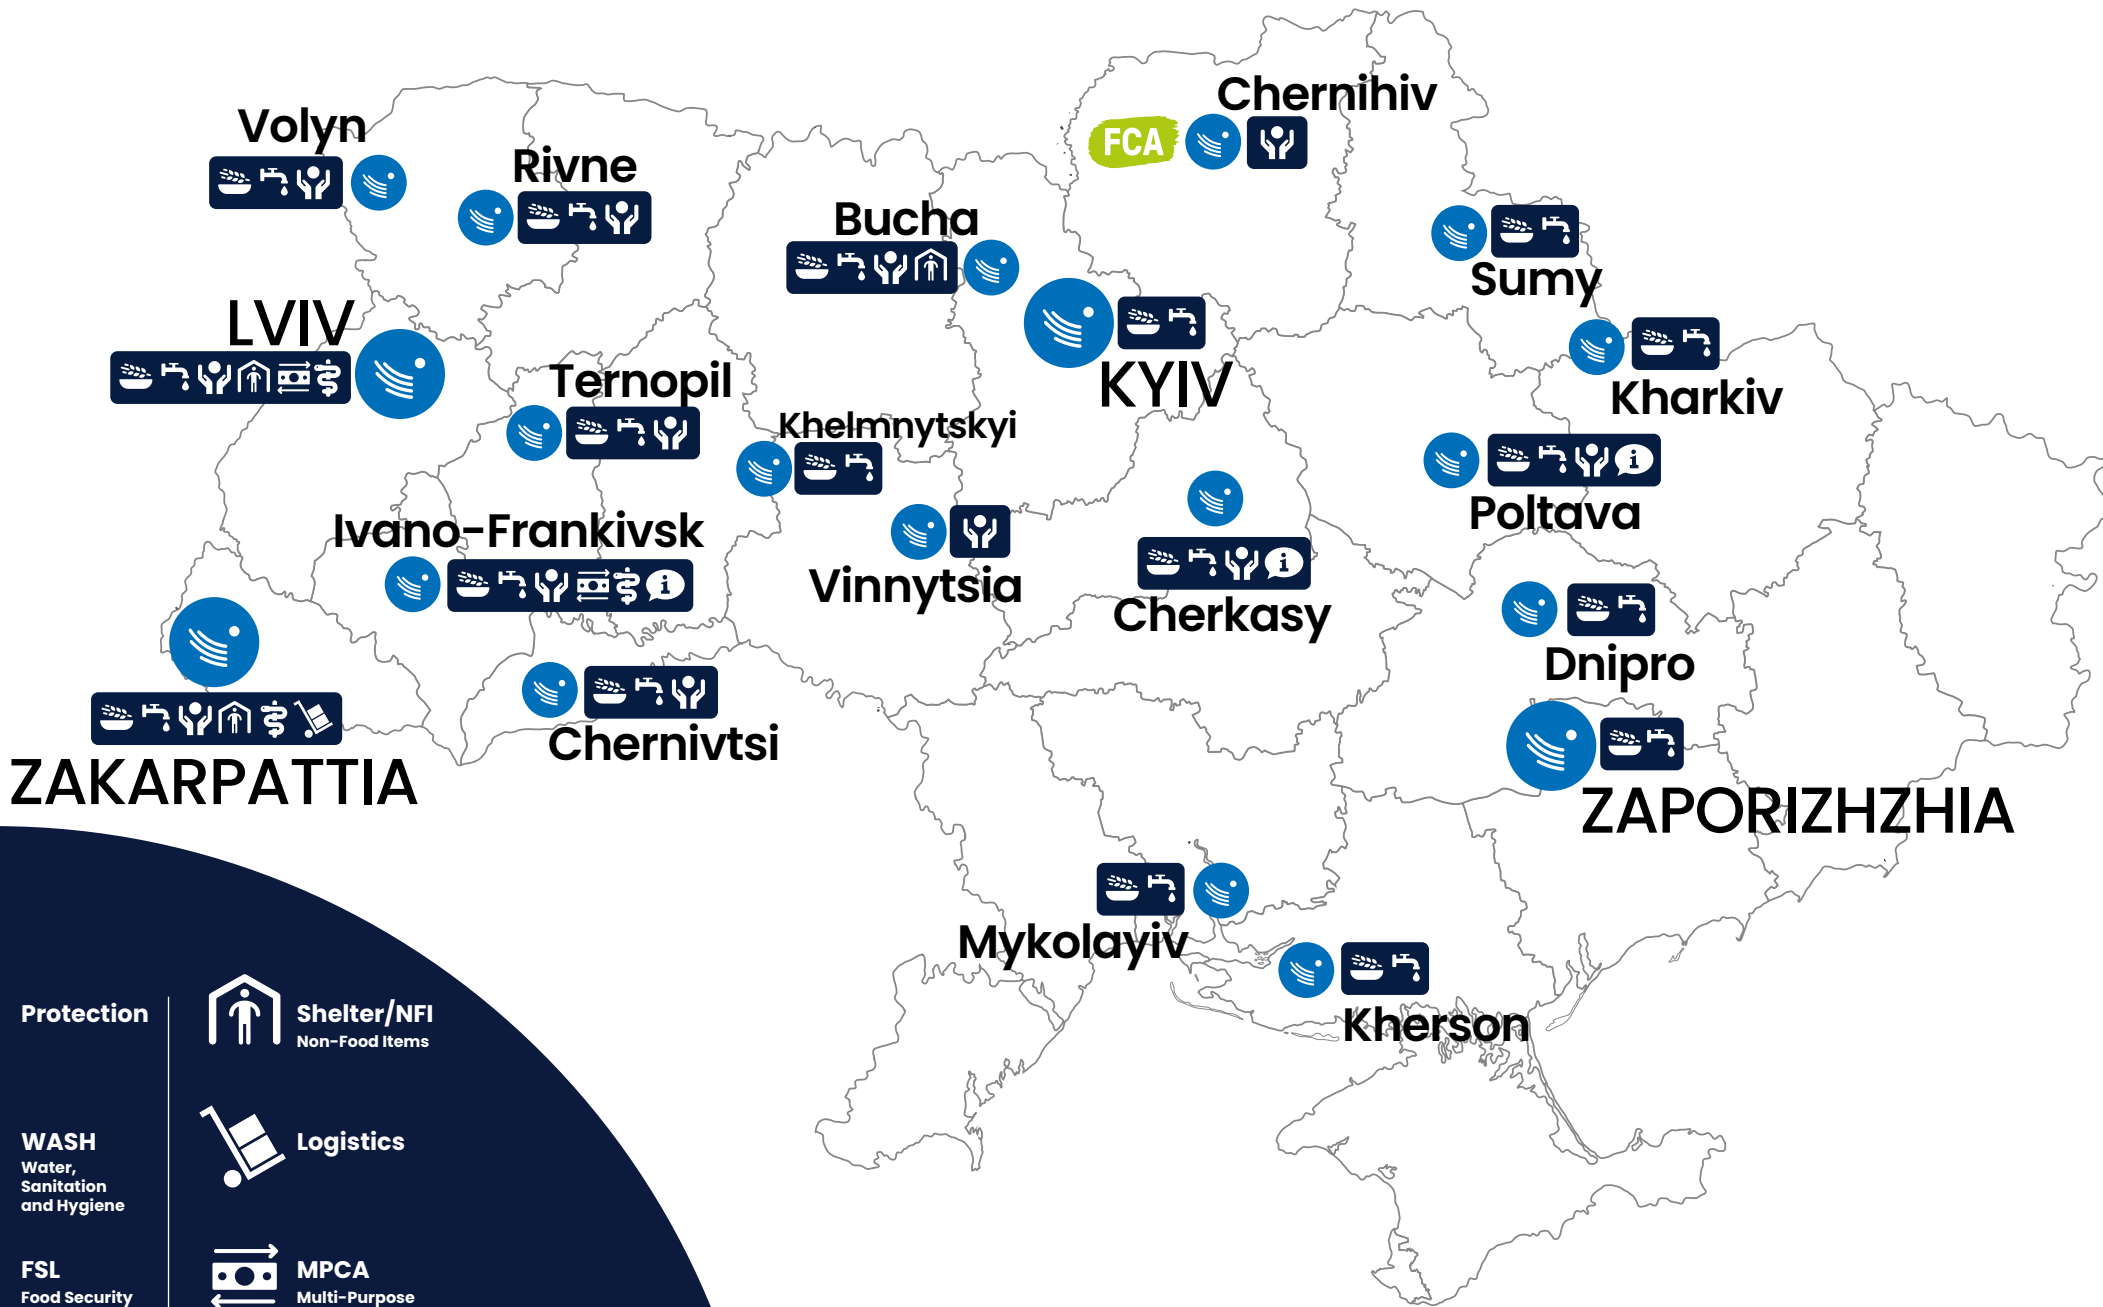 Chernihiv
FCA
Volyn
Rivne
Bucha
Sumy
LVIV
KYIV
Ternopil
Kharkiv
Khelmnytskyi
Poltava
Ivano-Frankivsk
Vinnytsia
Cherkasy
Dnipro
Chernivtsi
ZAKARPATTIA
ZAPORIZHZHIA
Mykolayiv
Kherson
Protection
Shelter/NFI
Non-Food Items
WASH
Water,
Sanitation
and Hygiene
Logistics
FSL
Food Security
MPCA
Multi-Purpose